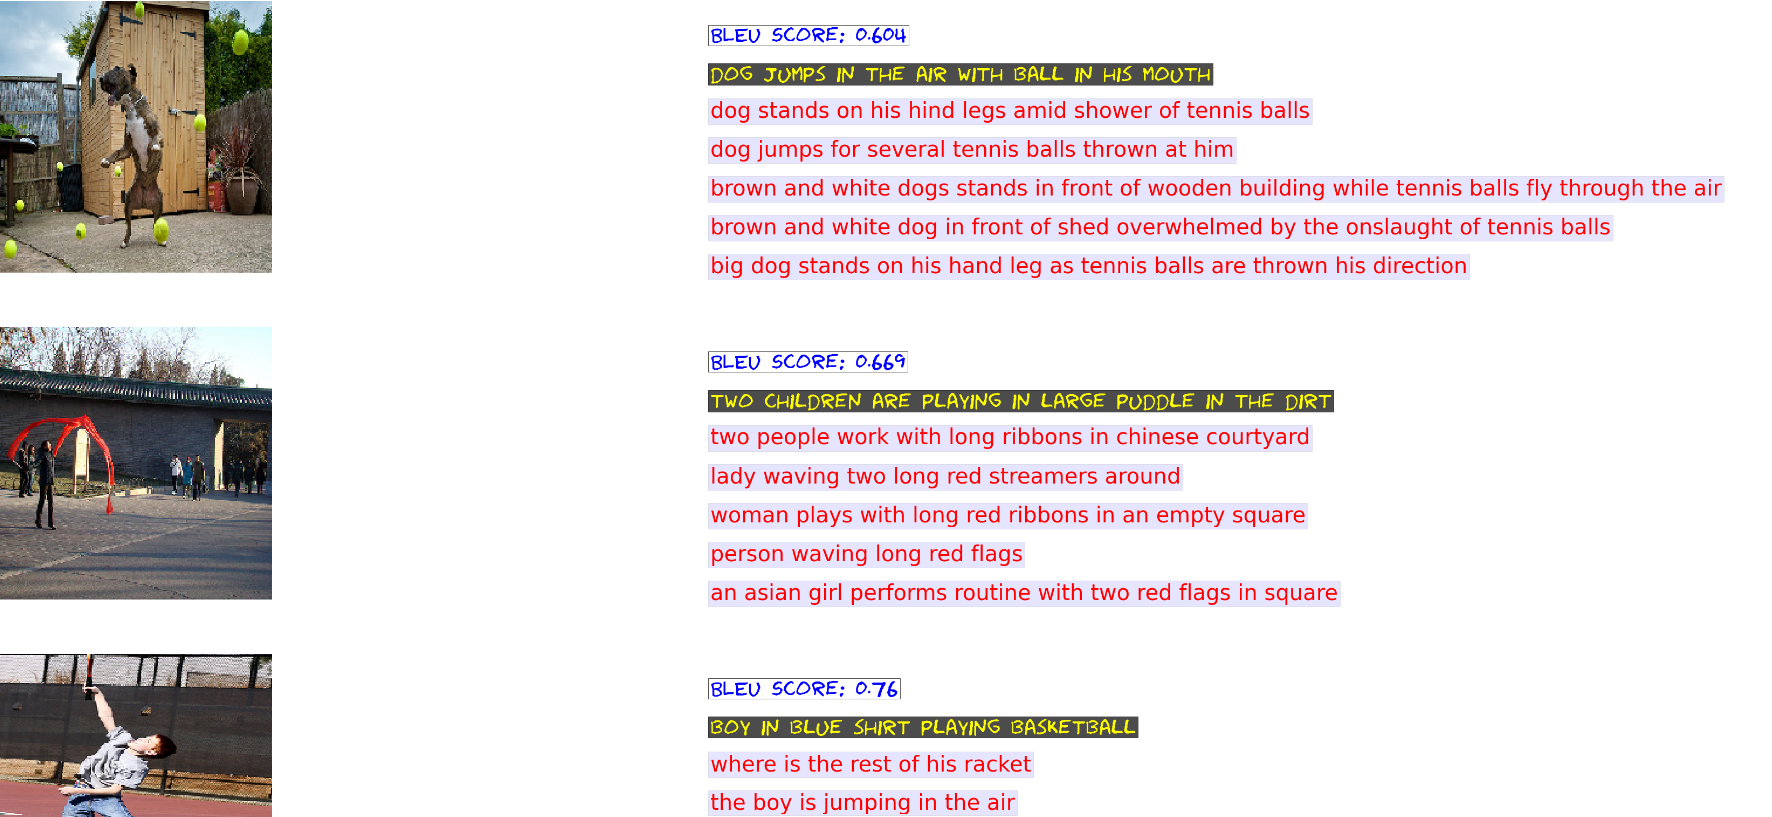 BLEU SCORE: 0.604
DOG JUMPS IN THE AIR WITH BALL IN HIS MOUTH
dog stands on his hind legs amid shower of tennis balls
dog jumps for several tennis balls thrown at him
brown and white dogs stands in front of wooden building while tennis balls fly through the air
brown and white dog in front of shed overwhelmed by the onslaught of tennis balls
big dog stands on his hand leg as tennis balls are thrown his direction
BLEU SCORE: 0.669
TWO CHILDREN ARE PLAYING IN LARGE PUDDLE IN THE DIRT
two people work with long ribbons in chinese courtyard
lady waving two long red streamers around
woman plays with long red ribbons in an empty square
person waving long red flags
an asian girl performs routine with two red flags in square
BLEU SCORE: 0.76
BOY IN BLUE SHIRT PLAYING BASKETBALL
where is the rest of his racket
the boy is jumping in the air